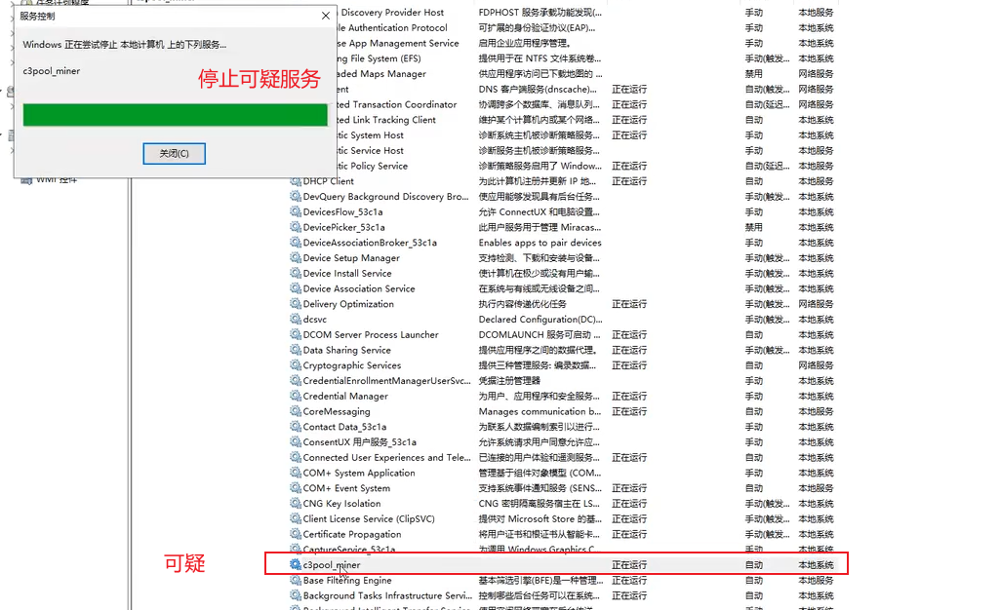 服务控制
Windows 正在尝试停止 本地计算机 上的下列服务...
c3pool_miner
停止可疑服务
关闭(C)
WMI 控件
Discovery Provider Host FDPHOST 服务承载功能发现(... 手动 本地服务
le Authentication Protocol 可扩展的身份验证协议(EAP)... 手动 本地系统
se App Management Service 启用企业应用程序管理。 手动 本地系统
ng File System (EFS) 提供用于在 NTFS 文件系统卷... 手动(触发... 本地系统
aded Maps Manager 供应用程序访问已下载地图的 ... 禁用 网络服务
ent DNS 客户端服务(dnscache)... 正在运行 自动(触发... 网络服务
ted Transaction Coordinator 协调跨多个数据库、消息队列... 正在运行 自动(延迟... 网络服务
ted Link Tracking Client 维护某个计算机内或某个网络... 正在运行 自动 本地系统
tic System Host 诊断系统主机被诊断策略服务... 正在运行 手动 本地系统
tic Service Host 诊断服务主机被诊断策略服务... 手动 本地服务
tic Policy Service 诊断策略服务启用了 Window... 正在运行 自动(延迟... 本地服务
DHCP Client 为此计算机注册并更新 IP 地... 正在运行 自动 本地服务
DevQuery Background Discovery Bro... 使应用能够发现具有后台任务... 手动(触发... 本地系统
DevicesFlow_53c1a 允许 ConnectUX 和电脑设置... 手动 本地系统
DevicePicker_53c1a 此用户服务用于管理 Miracas... 禁用 本地系统
DeviceAssociationBroker_53c1a Enables apps to pair devices 手动 本地系统
Device Setup Manager 支持检测、下载和安装与设备... 手动(触发... 本地系统
Device Install Service 使计算机在极少或没有用户输... 手动(触发... 本地系统
Device Association Service 在系统与有线或无线设备之间... 手动(触发... 本地系统
Delivery Optimization 执行内容传递优化任务 正在运行 手动(触发... 网络服务
dcsvc Declared Configuration(DC)... 手动(触发... 本地系统
DCOM Server Process Launcher DCOMLAUNCH 服务可启动 ... 正在运行 自动 本地系统
Data Sharing Service 提供应用程序之间的数据代理。 正在运行 手动(触发... 本地系统
Cryptographic Services 提供三种管理服务: 编录数据... 正在运行 自动 网络服务
CredentialEnrollmentManagerUserSvc... 凭据注册管理器 手动 本地系统
Credential Manager 为用户、应用程序和安全服务... 正在运行 手动 本地系统
CoreMessaging Manages communication b... 正在运行 自动 本地服务
Contact Data_53c1a 为联系人数据编制索引以进行... 手动 本地系统
ConsentUX 用户服务_53c1a 允许系统请求用户同意允许应... 手动 本地系统
Connected User Experiences and Tele... 已连接的用户体验和遥测服务... 正在运行 自动 本地系统
COM+ System Application 管理基于组件对象模型 (COM... 手动 本地系统
COM+ Event System 支持系统事件通知服务 (SENS... 正在运行 自动 本地服务
CNG Key Isolation CNG 密钥隔离服务宿主在 LS... 正在运行 手动(触发... 本地系统
Client License Service (ClipSVC) 提供对 Microsoft Store 的基... 正在运行 手动(触发... 本地系统
Certificate Propagation 将用户证书和根证书从智能卡... 正在运行 手动(触发... 本地系统
CaptureService_53c1a 为调用 Windows Graphics C... 手动 本地系统
可疑
c3pool_miner 正在运行 自动 本地系统
Base Filtering Engine 基本筛选引擎(BFE)是一种管理... 正在运行 自动 本地服务
Background Tasks Infrastructure Servi... 控制哪些后台任务可以在系统... 正在运行 自动 本地系统